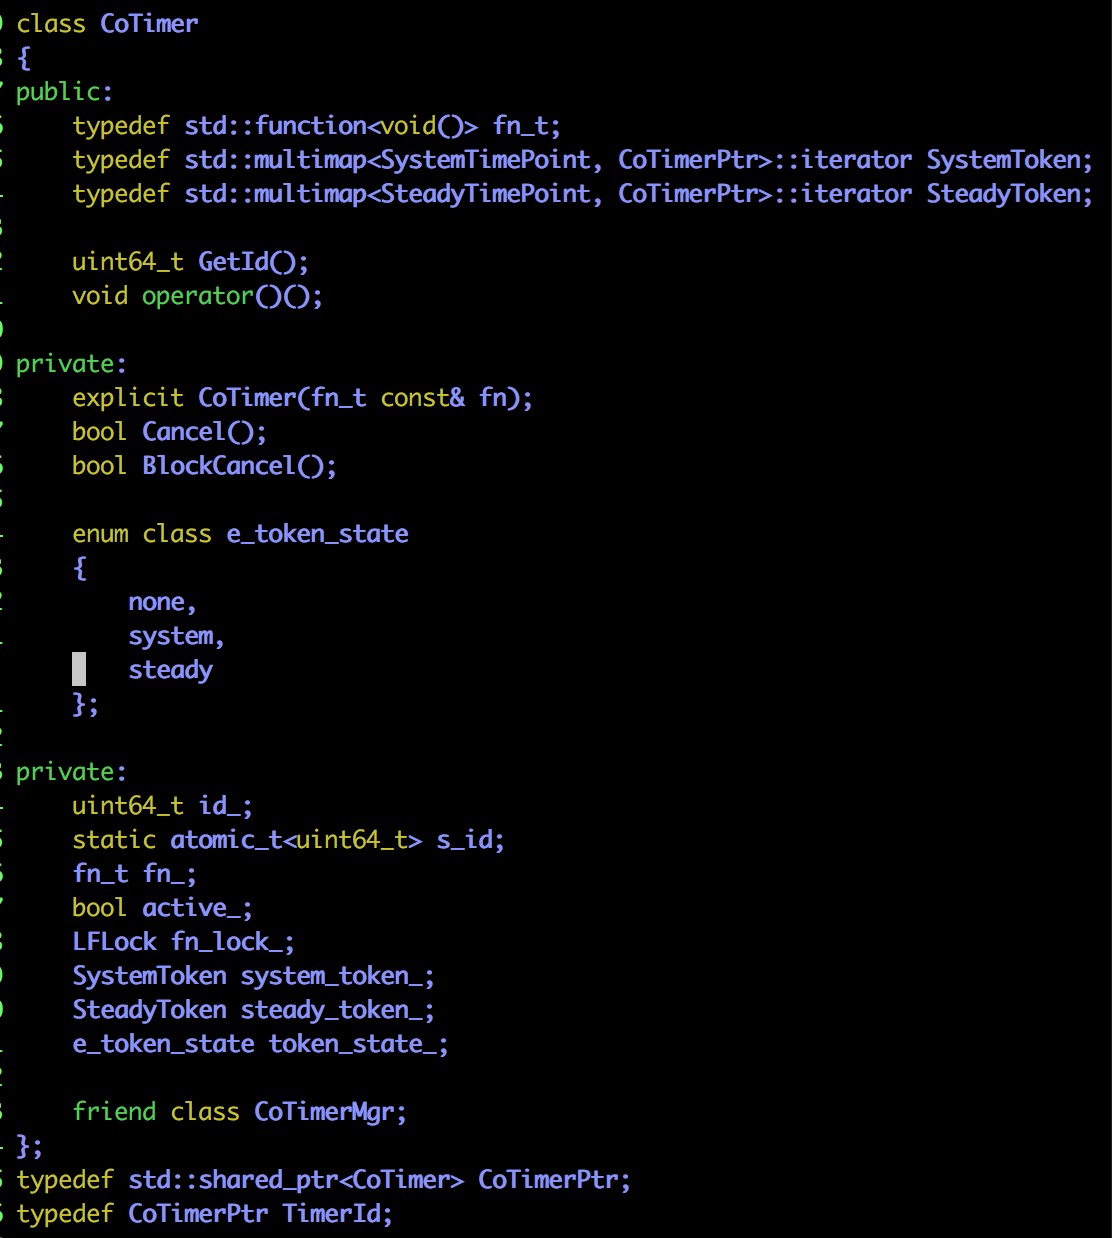 class CoTimer
{
public:
    typedef std::function<void()> fn_t;
    typedef std::multimap<SystemTimePoint, CoTimerPtr>::iterator SystemToken;
    typedef std::multimap<SteadyTimePoint, CoTimerPtr>::iterator SteadyToken;

    uint64_t GetId();
    void operator()();

private:
    explicit CoTimer(fn_t const& fn);
    bool Cancel();
    bool BlockCancel();

    enum class e_token_state
    {
        none,
        system,
        steady
    };

private:
    uint64_t id_;
    static atomic_t<uint64_t> s_id;
    fn_t fn_;
    bool active_;
    LFLock fn_lock_;
    SystemToken system_token_;
    SteadyToken steady_token_;
    e_token_state token_state_;

    friend class CoTimerMgr;
};
typedef std::shared_ptr<CoTimer> CoTimerPtr;
typedef CoTimerPtr TimerId;